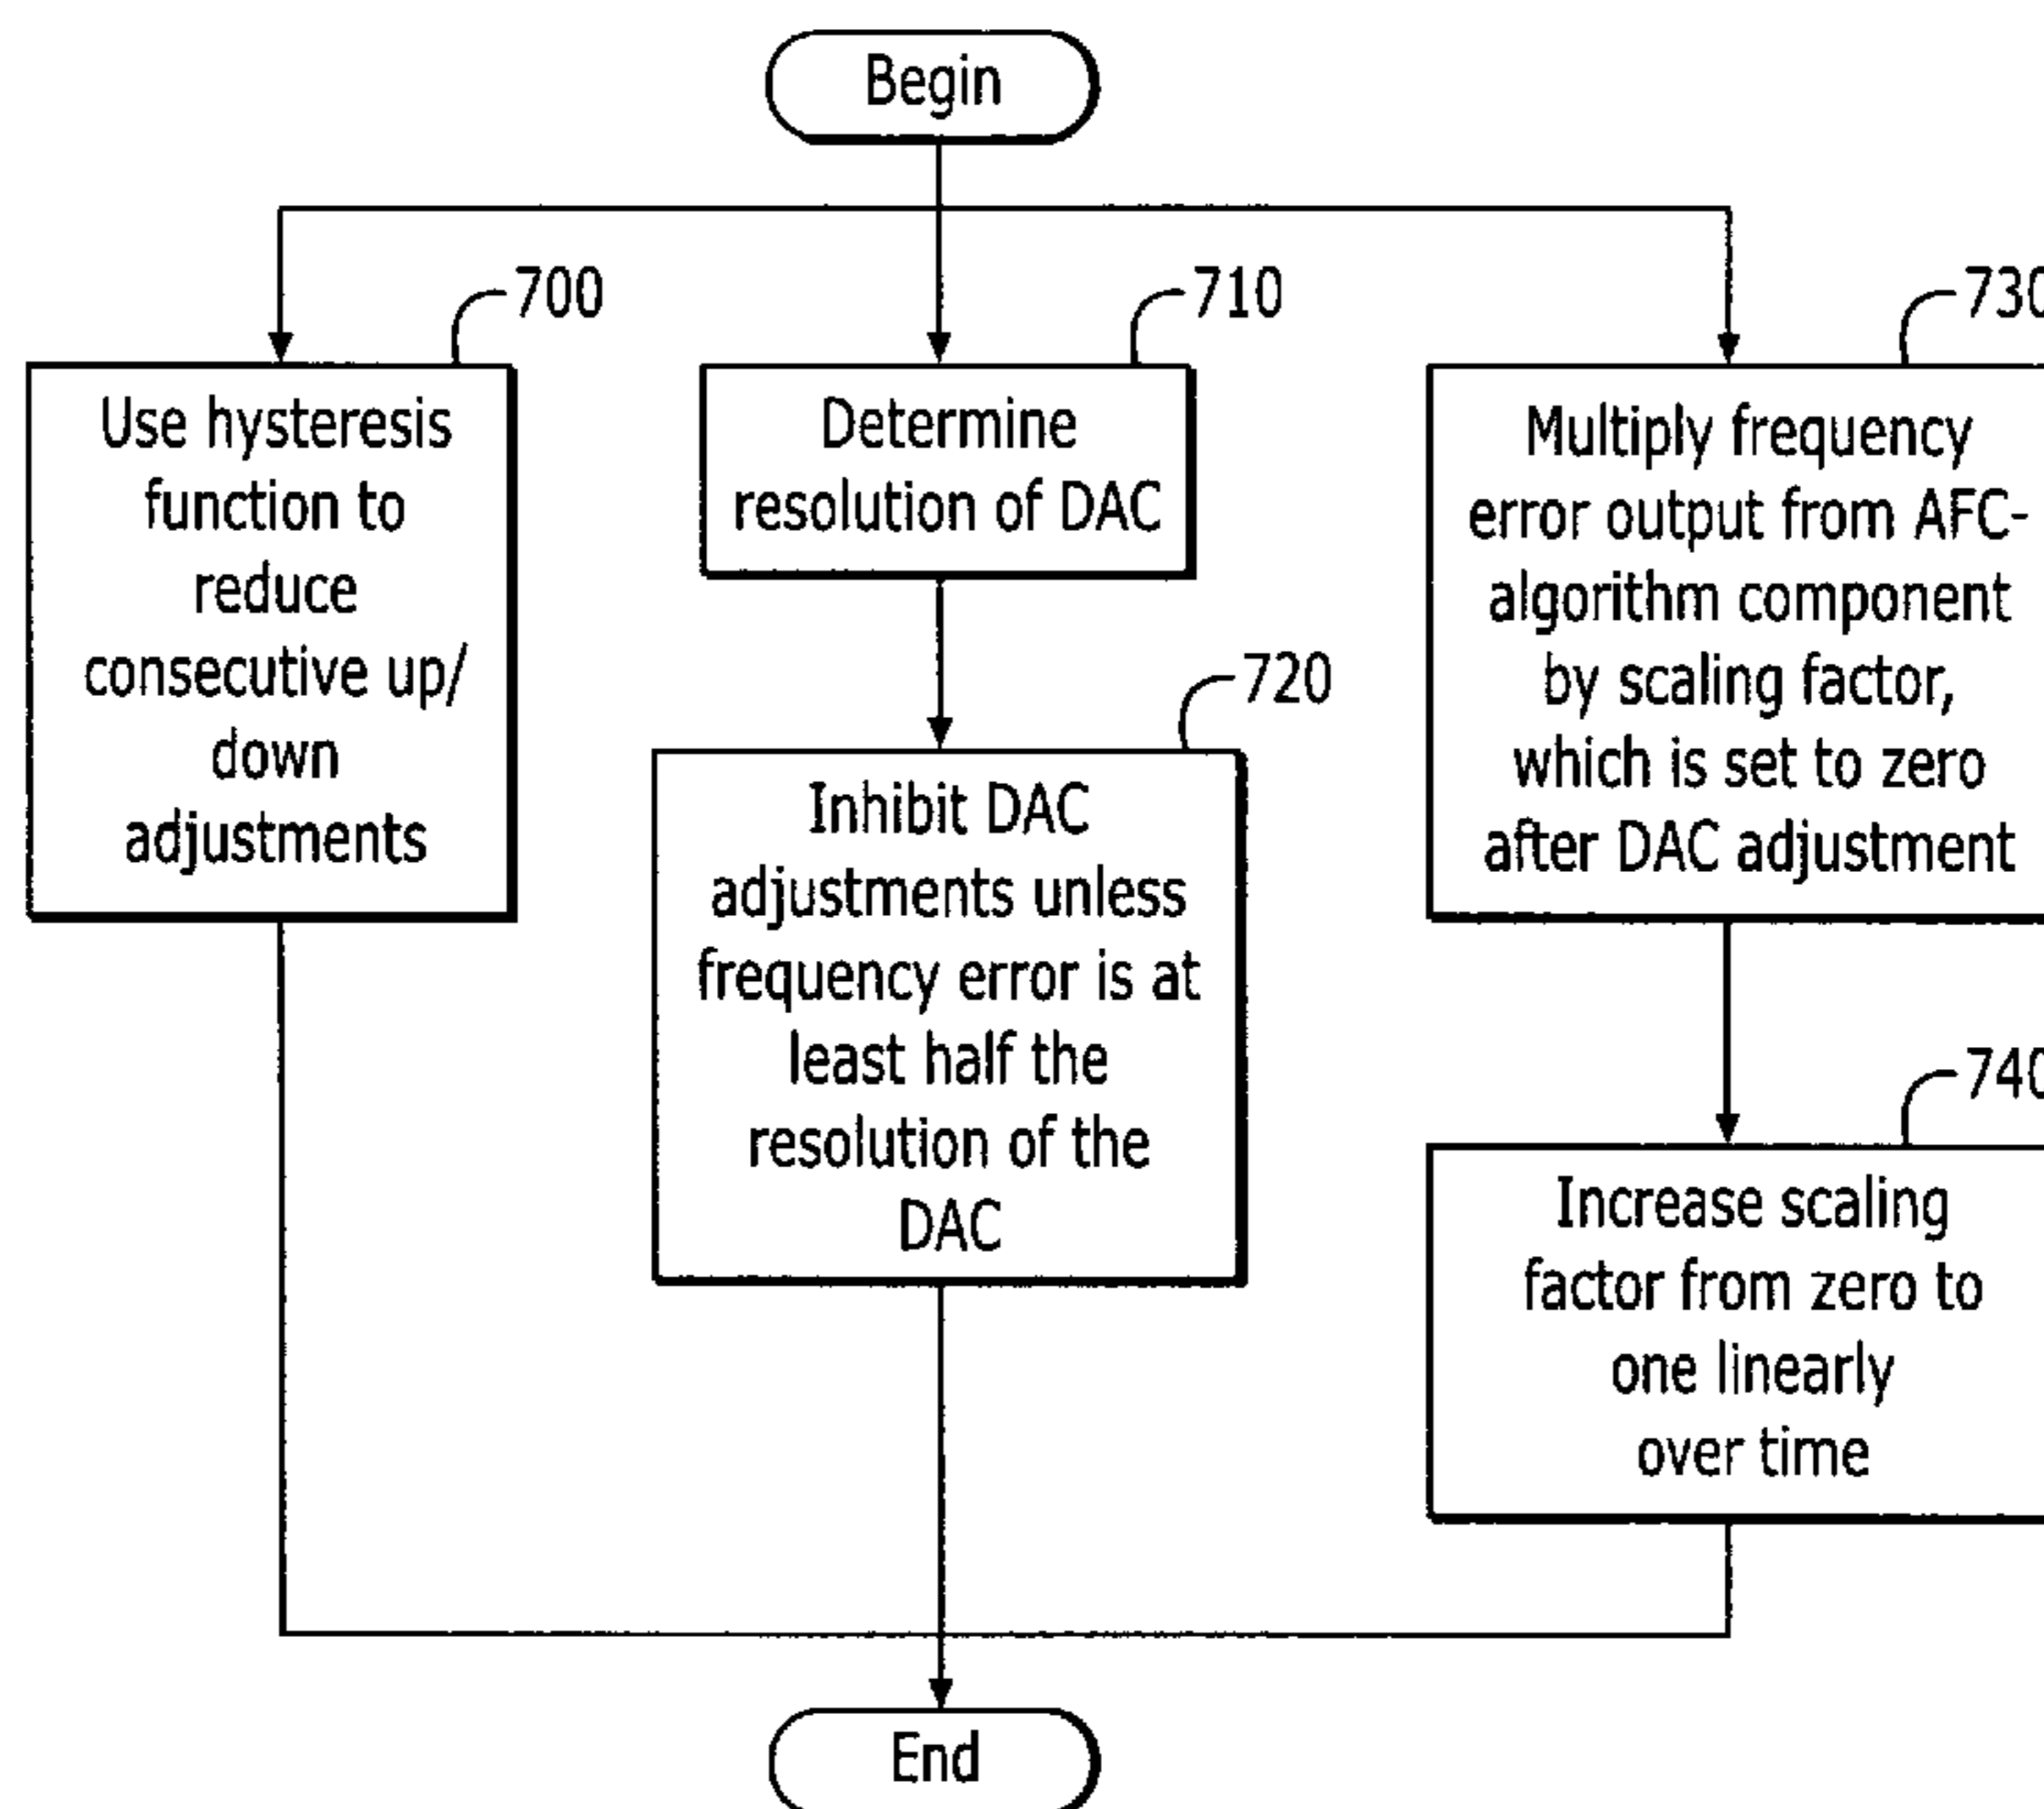 Begin
700
Use hysteresis
function to
reduce
consecutive up/
down
adjustments
710
Determine
resolution of DAC
720
Inhibit DAC
adjustments unless
frequency error is at
least half the
resolution of the
DAC
730
Multiply frequency
error output from AFC-
algorithm component
by scaling factor,
which is set to zero
after DAC adjustment
740
Increase scaling
factor from zero to
one linearly
over time
End